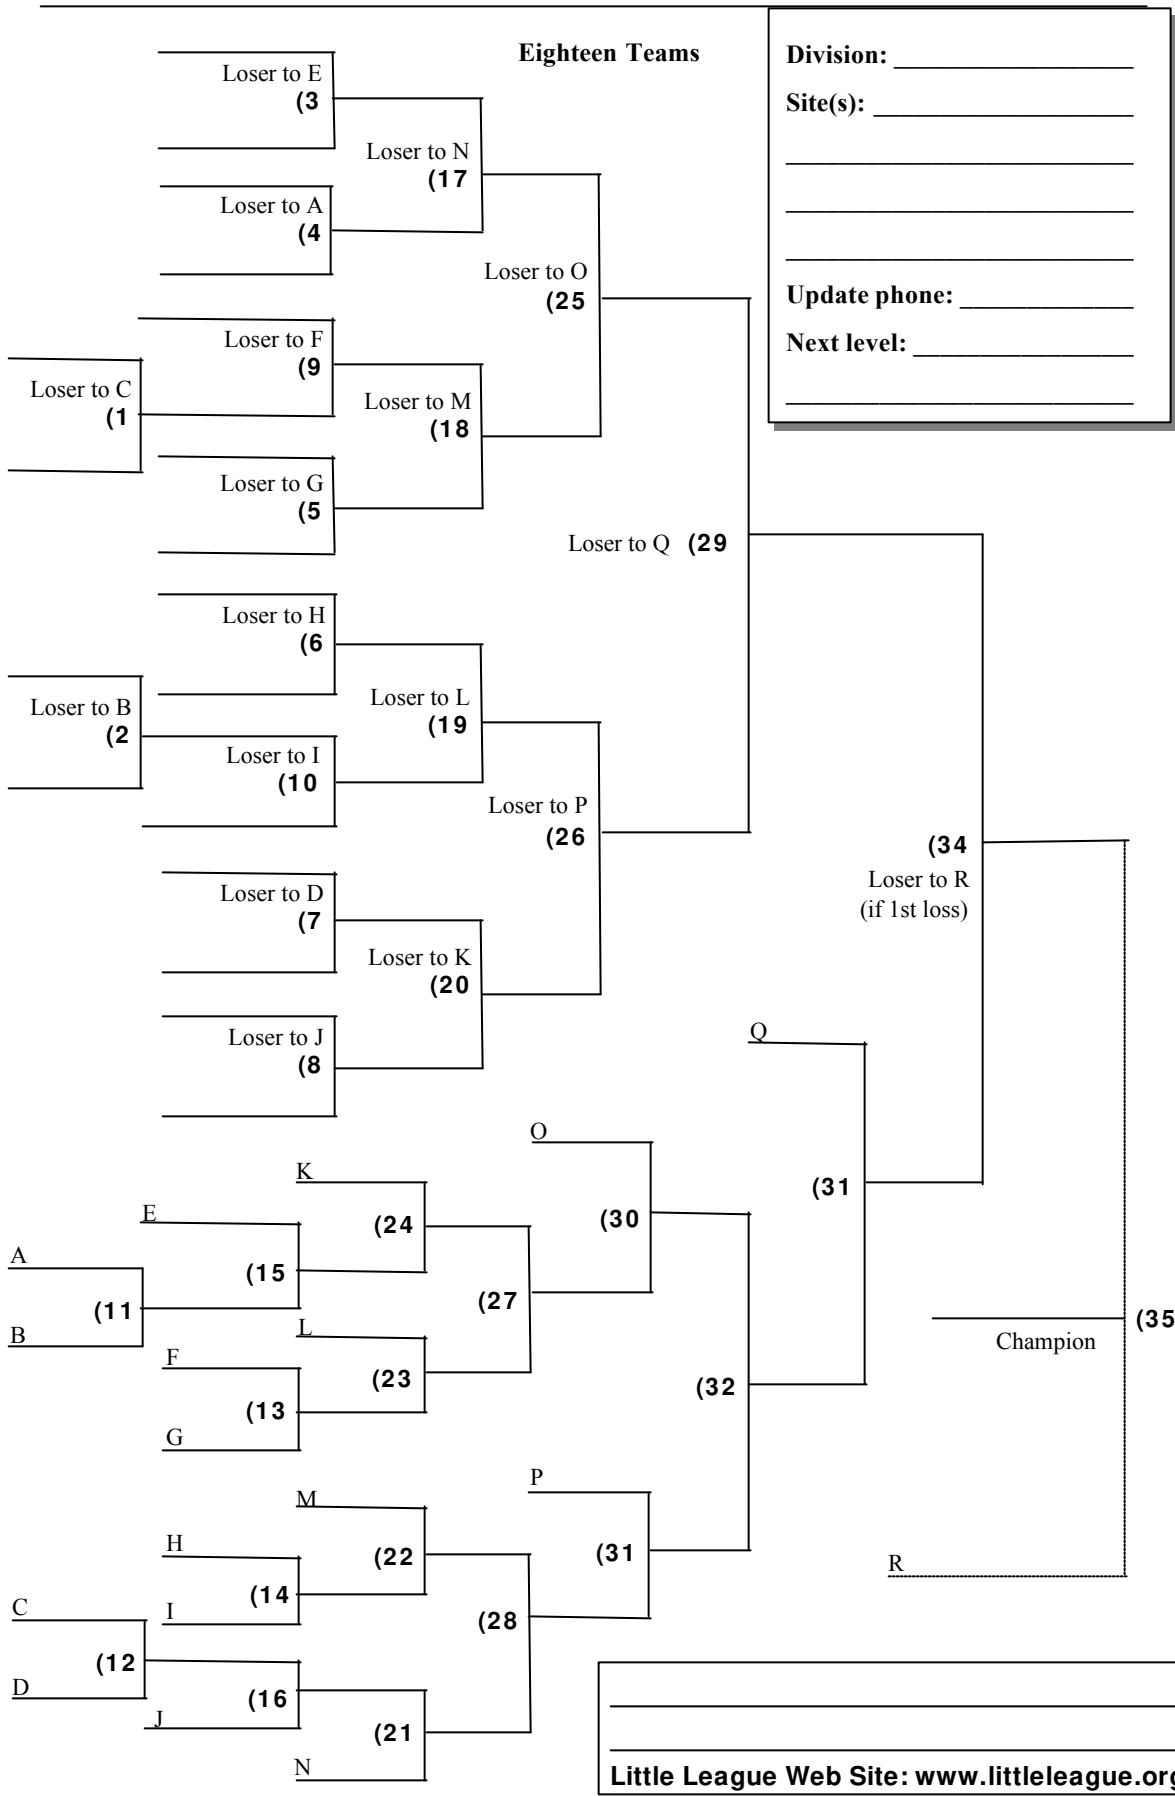 Eighteen Teams
Division: ____________________
Site(s): ______________________
Update phone: _______________
Next level: ___________________
Loser to E
(3
Loser to N
(17
Loser to A
(4
Loser to O
(25
Loser to F
(9
Loser to C
(1
Loser to M
(18
Loser to G
(5
Loser to Q (29
Loser to H
(6
Loser to B
(2
Loser to L
(19
Loser to I
(10
Loser to P
(26
Loser to D
(7
Loser to K
(20
Loser to J
(8
(34
Loser to R
(if 1st loss)
Q
(31
O
(30
K
(24
E
(15
A
(11
B
(27
L
(23
F
(13
G
(32
Champion
(35
P
(31
M
(22
H
(14
I
(28
C
(12
D
J
(16
(21
N
R
Little League Web Site: www.littleleague.org